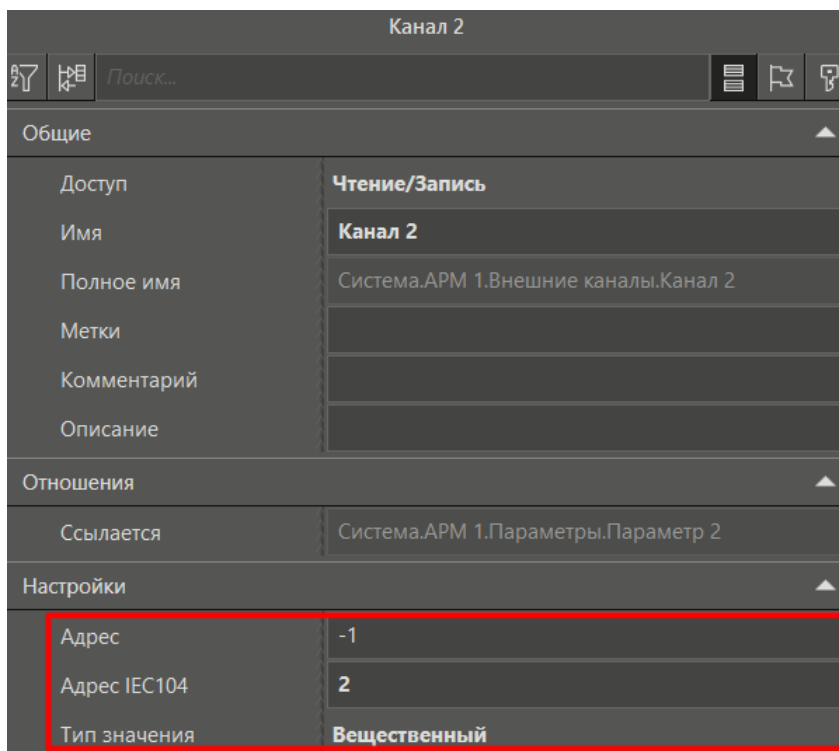 Канал 2
Поиск...
Общие
Доступ Чтение/Запись
Имя Канал 2
Полное имя Система.АРМ 1.Внешние каналы.Канал 2
Метки
Комментарий
Описание
Отношения
Ссылается Система.АРМ 1.Параметры.Параметр 2
Настройки
Адрес -1
Адрес IEC104 2
Тип значения Вещественный